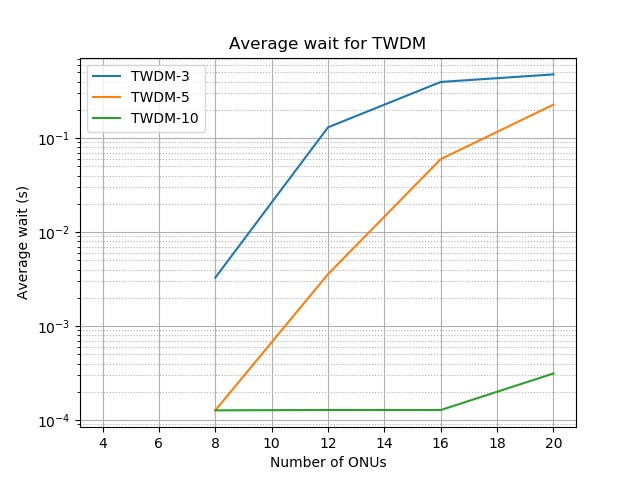 Average wait for TWDM
TWDM-3
TWDM-5
TWDM-10
Average wait (s)
10⁻¹
10⁻²
10⁻³
10⁻⁴
4 6 8 10 12 14 16 18 20
Number of ONUs